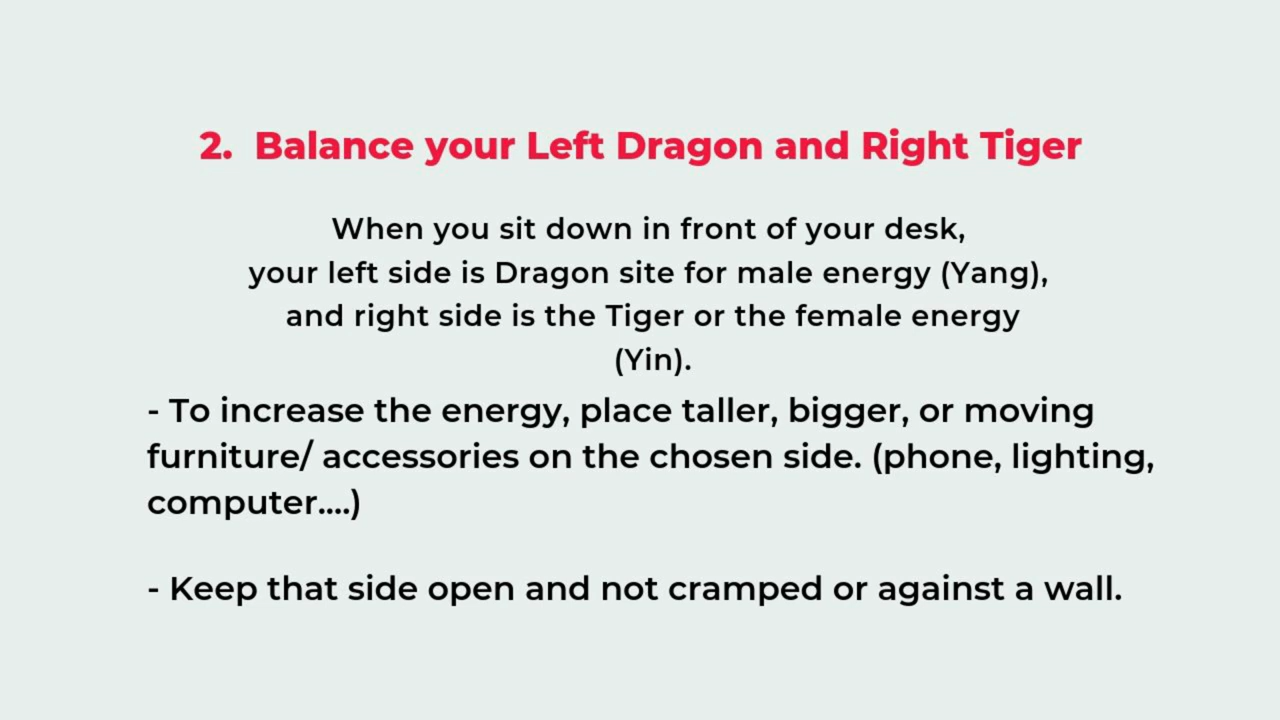 2. Balance your Left Dragon and Right Tiger
When you sit down in front of your desk,
your left side is Dragon site for male energy (Yang),
and right side is the Tiger or the female energy
(Yin).
- To increase the energy, place taller, bigger, or moving
furniture/ accessories on the chosen side. (phone, lighting,
computer....)
- Keep that side open and not cramped or against a wall.